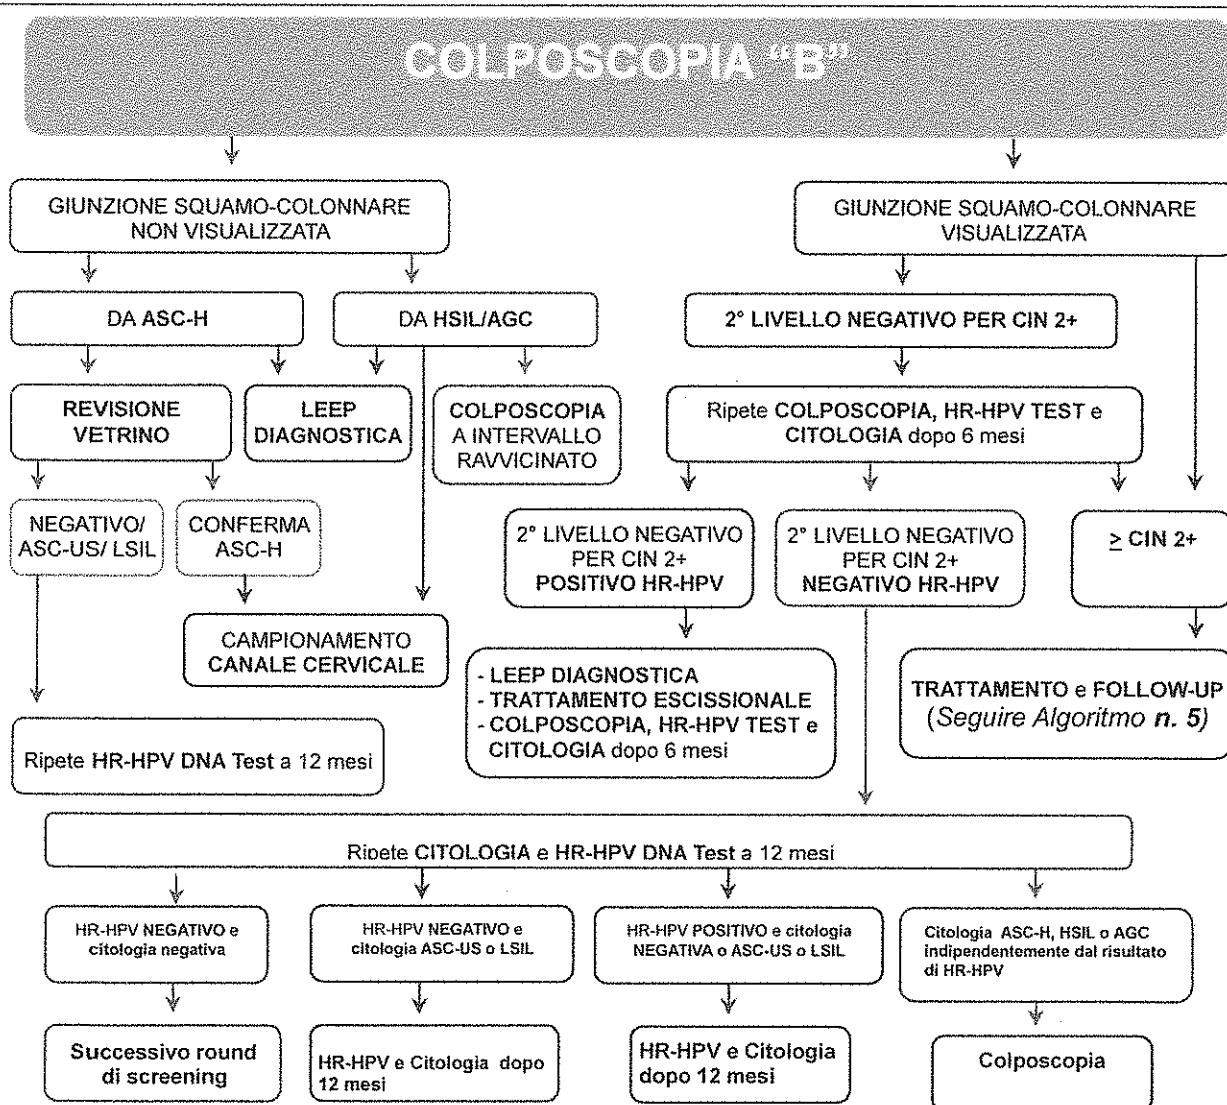 COLPOSCOPIA “B”
GIUNZIONE SQUAMO-COLONNARE
NON VISUALIZZATA
GIUNZIONE SQUAMO-COLONNARE
VISUALIZZATA
DA ASC-H
DA HSIL/AGC
2° LIVELLO NEGATIVO PER CIN 2+
REVISIONE
VETRINO
LEEP
DIAGNOSTICA
COLPOSCOPIA
A INTERVALLO
RAVVICINATO
Ripete COLPOSCOPIA, HR-HPV TEST e
CITOLOGIA dopo 6 mesi
NEGATIVO/
ASC-US/ LSIL
CONFERMA
ASC-H
2° LIVELLO NEGATIVO
PER CIN 2+
POSITIVO HR-HPV
2° LIVELLO NEGATIVO
PER CIN 2+
NEGATIVO HR-HPV
≥ CIN 2+
CAMPIONAMENTO
CANALE CERVICALE
- LEEP DIAGNOSTICA
- TRATTAMENTO ESCISSIONALE
- COLPOSCOPIA, HR-HPV TEST e
CITOLOGIA dopo 6 mesi
TRATTAMENTO e FOLLOW-UP
(Seguire Algoritmo n. 5)
Ripete HR-HPV DNA Test a 12 mesi
Ripete CITOLOGIA e HR-HPV DNA Test a 12 mesi
HR-HPV NEGATIVO e
citologia negativa
HR-HPV NEGATIVO e
citologia ASC-US o LSIL
HR-HPV POSITIVO e citologia
NEGATIVA o ASC-US o LSIL
Citologia ASC-H, HSIL o AGC
indipendentemente dal risultato
di HR-HPV
Successivo round
di screening
HR-HPV e Citologia dopo
12 mesi
HR-HPV e Citologia
dopo 12 mesi
Colposcopia